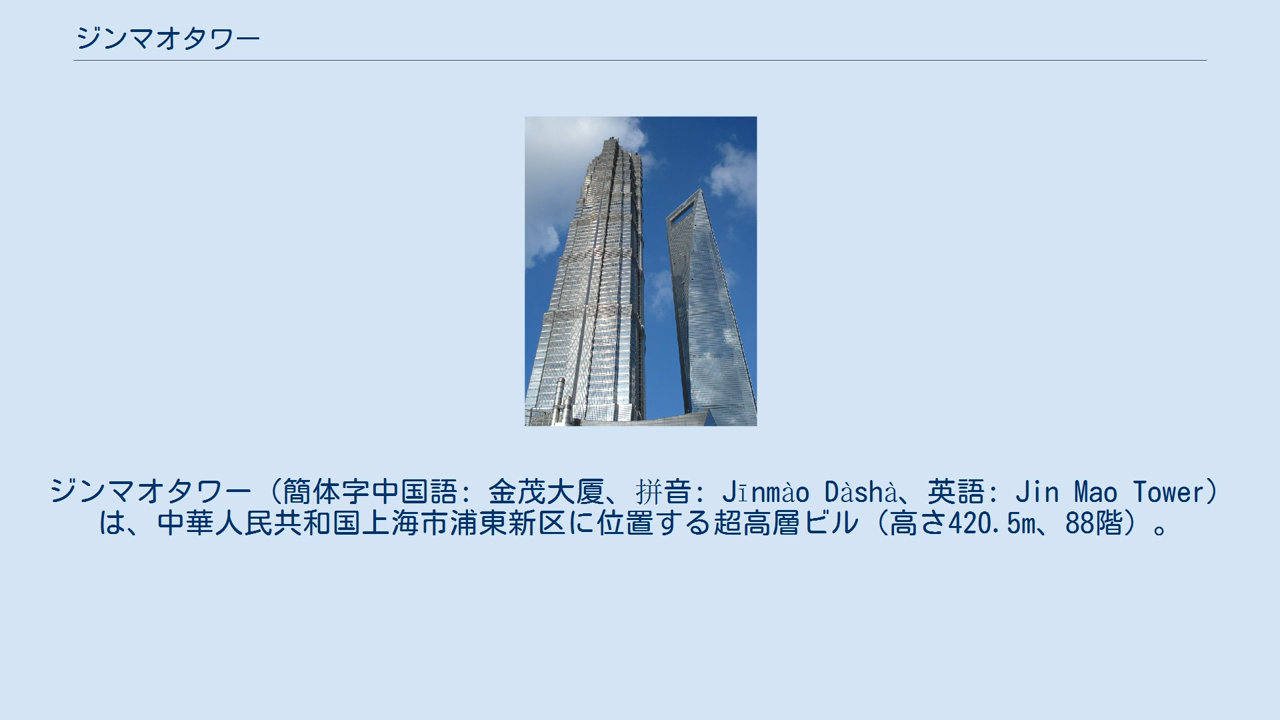 ジンマオタワー
ジンマオタワー（簡体字中国語: 金茂大厦、拼音: Jīnmào Dàshà、英語: Jin Mao Tower）
は、中華人民共和国上海市浦東新区に位置する超高層ビル（高さ420.5m、88階）。